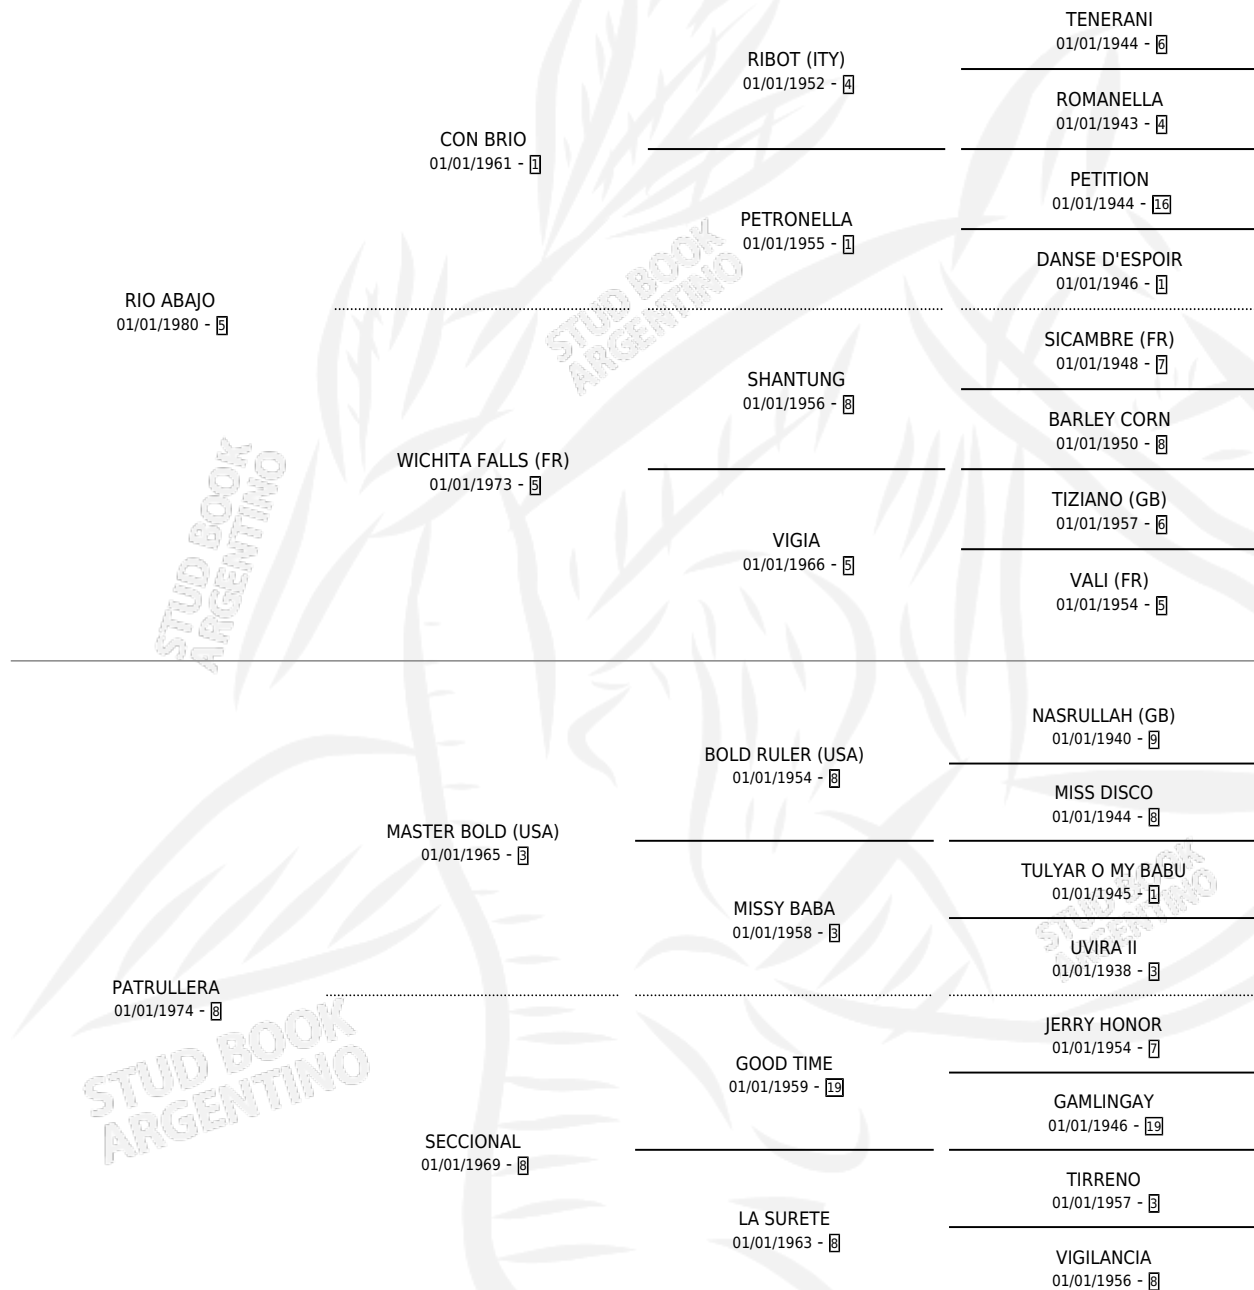 TENERANI
01/01/1944 - 6
RIBOT (ITY)
01/01/1952 - 4
ROMANELLA
01/01/1943 - 4
CON BRIO
01/01/1961 - 1
PETITION
01/01/1944 - 16
PETRONELLA
01/01/1955 - 1
DANSE D'ESPOIR
01/01/1946 - 1
RIO ABAJO
01/01/1980 - 5
SICAMBRE (FR)
01/01/1948 - 7
SHANTUNG
01/01/1956 - 8
BARLEY CORN
01/01/1950 - 8
WICHITA FALLS (FR)
01/01/1973 - 5
TIZIANO (GB)
01/01/1957 - 6
VIGIA
01/01/1966 - 5
VALI (FR)
01/01/1954 - 5
STUD BOOK
ARGENTINO
STUD BOOK
ARGENTINO
NASRULLAH (GB)
01/01/1940 - 9
BOLD RULER (USA)
01/01/1954 - 8
MISS DISCO
01/01/1944 - 8
MASTER BOLD (USA)
01/01/1965 - 3
TULYAR O MY BABU
01/01/1945 - 1
MISSY BABA
01/01/1958 - 3
UVIRA II
01/01/1938 - 3
PATRULLERA
01/01/1974 - 8
JERRY HONOR
01/01/1954 - 7
GOOD TIME
01/01/1959 - 19
GAMLINGAY
01/01/1946 - 19
SECCIONAL
01/01/1969 - 8
TIRRENO
01/01/1957 - 3
LA SURETE
01/01/1963 - 8
VIGILANCIA
01/01/1956 - 8
STUD BOOK
ARGENTINO
STUD BOOK
ARGENTINO